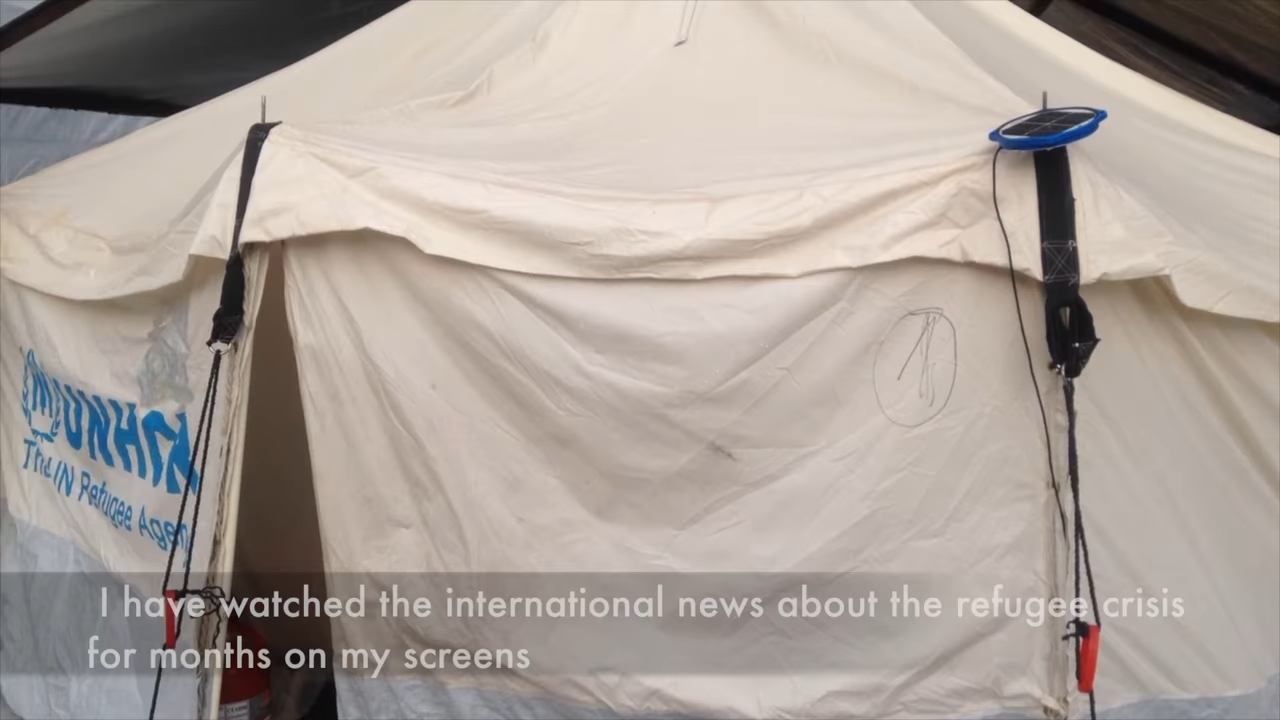 UNHCR
The UN Refugee Agency
I have watched the international news about the refugee crisis
for months on my screens